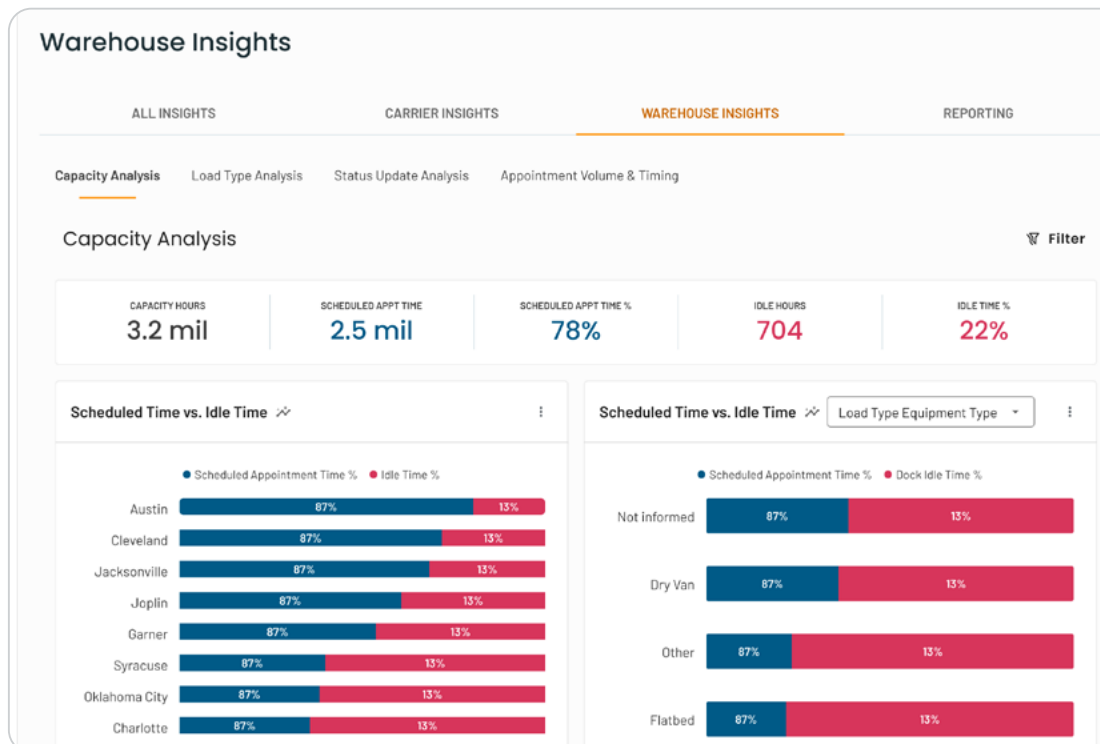 Warehouse Insights
ALL INSIGHTS CARRIER INSIGHTS WAREHOUSE INSIGHTS REPORTING
Capacity Analysis Load Type Analysis Status Update Analysis Appointment Volume & Timing
Capacity Analysis Filter
CAPACITY HOURS SCHEDULED APPT TIME SCHEDULED APPT TIME % IDLE HOURS IDLE TIME %
3.2 mil 2.5 mil 78% 704 22%
Scheduled Time vs. Idle Time
Scheduled Appointment Time % Idle Time %
Austin 87% 13%
Cleveland 87% 13%
Jacksonville 87% 13%
Joplin 87% 13%
Garner 87% 13%
Syracuse 87% 13%
Oklahoma City 87% 13%
Charlotte 87% 13%
Scheduled Time vs. Idle Time Load Type Equipment Type
Scheduled Appointment Time % Dock Idle Time %
Not informed 87% 13%
Dry Van 87% 13%
Other 87% 13%
Flatbed 87% 13%